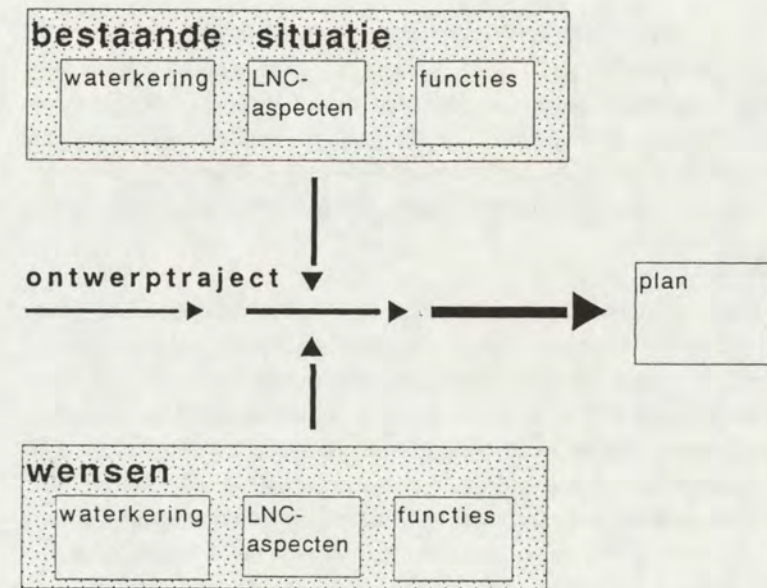 bestaande situatie
waterkering
LNC-
aspecten
functies
ontwerptraject
plan
wensen
waterkering
LNC-
aspecten
functies